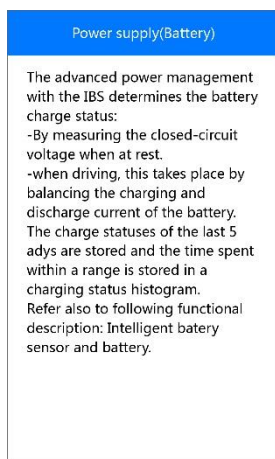 Power supply(Battery)
The advanced power management
with the IBS determines the battery
charge status:
-By measuring the closed-circuit
voltage when at rest.
-when driving, this takes place by
balancing the charging and
discharge current of the battery.
The charge statuses of the last 5
adys are stored and the time spent
within a range is stored in a
charging status histogram.
Refer also to following functional
description: Intelligent batery
sensor and battery.